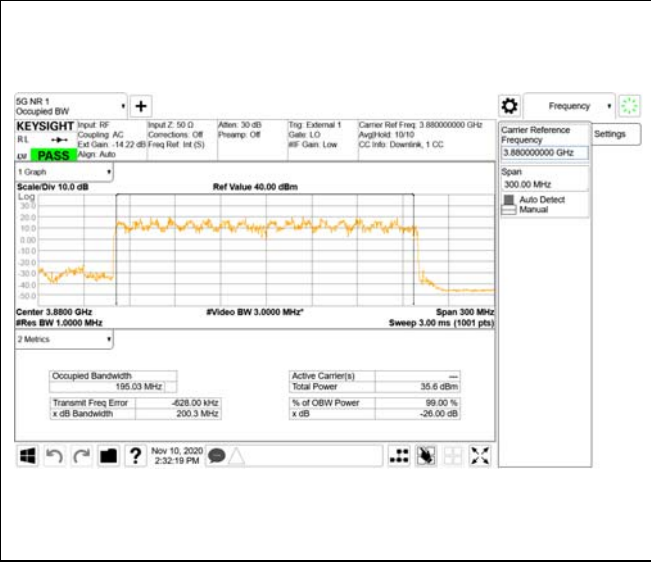 5G NR 1
Occupied BW
Frequency
KEYSIGHT
R L
LW
PASS
Input: RF
Coupling: AC
Ext Gain: -14.22 dB
Align: Auto
Input Z: 50 Ω
Corrections: Off
Freq Ref: Int (S)
Atten: 30 dB
Preamp: Off
Trig: External 1
Gate: LO
#IF Gain: Low
Carrier Ref Freq: 3.880000000 GHz
Avg|Hold: 10/10
CC Info: Downlink, 1 CC
Carrier Reference
Frequency
3.880000000 GHz
Settings
Span
300.00 MHz
Auto Detect
Manual
1 Graph
Scale/Div 10.0 dB
Ref Value 40.00 dBm
Log
30.0
20.0
10.0
0.00
-10.0
-20.0
-30.0
-40.0
-50.0
Center 3.8800 GHz
#Video BW 3.0000 MHz*
Span 300 MHz
#Res BW 1.0000 MHz
Sweep 3.00 ms (1001 pts)
2 Metrics
Occupied Bandwidth
195.03 MHz
Transmit Freq Error -628.00 kHz
x dB Bandwidth 200.3 MHz
Active Carrier(s) —
Total Power 35.6 dBm
% of OBW Power 99.00 %
x dB -26.00 dB
Nov 10, 2020
2:32:19 PM